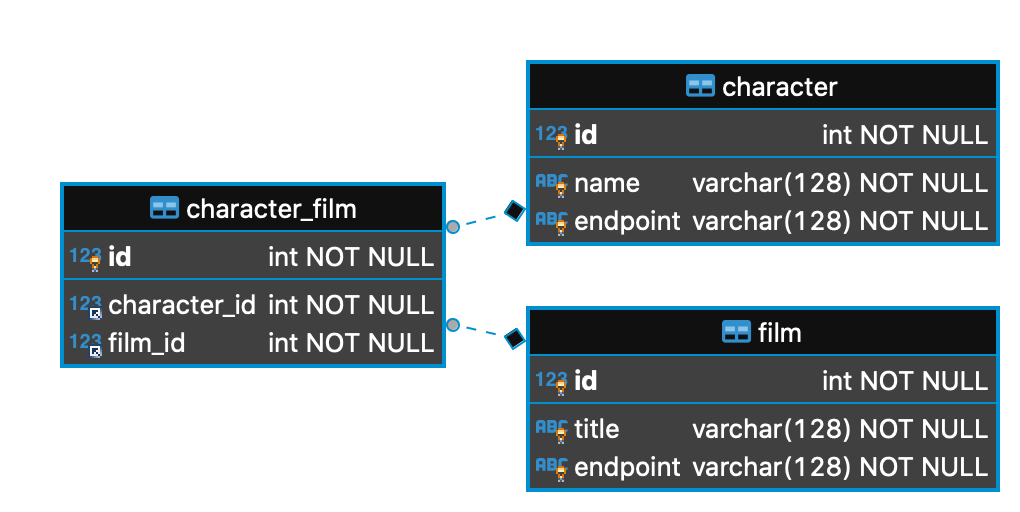 character_film
123 id int NOT NULL
123 character_id int NOT NULL
123 film_id int NOT NULL
character
123 id int NOT NULL
ABC name varchar(128) NOT NULL
ABC endpoint varchar(128) NOT NULL
film
123 id int NOT NULL
ABC title varchar(128) NOT NULL
ABC endpoint varchar(128) NOT NULL